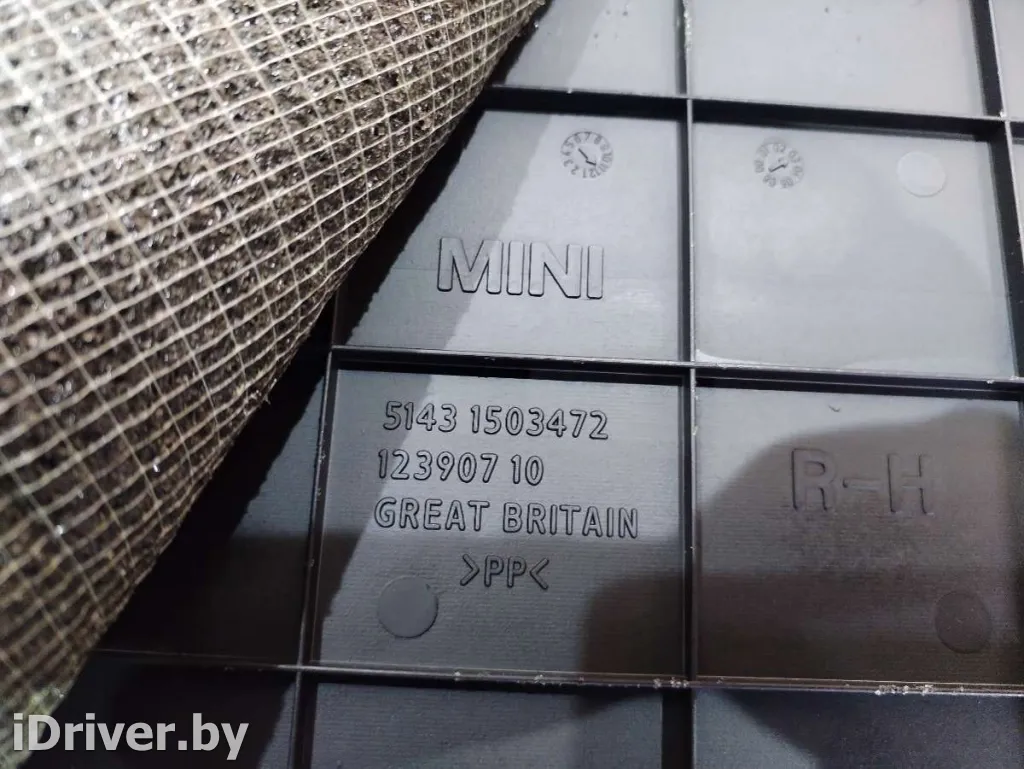 MINI
5143 1503472
123907 10
GREAT BRITAIN
>PP<
R-H
iDriver.by